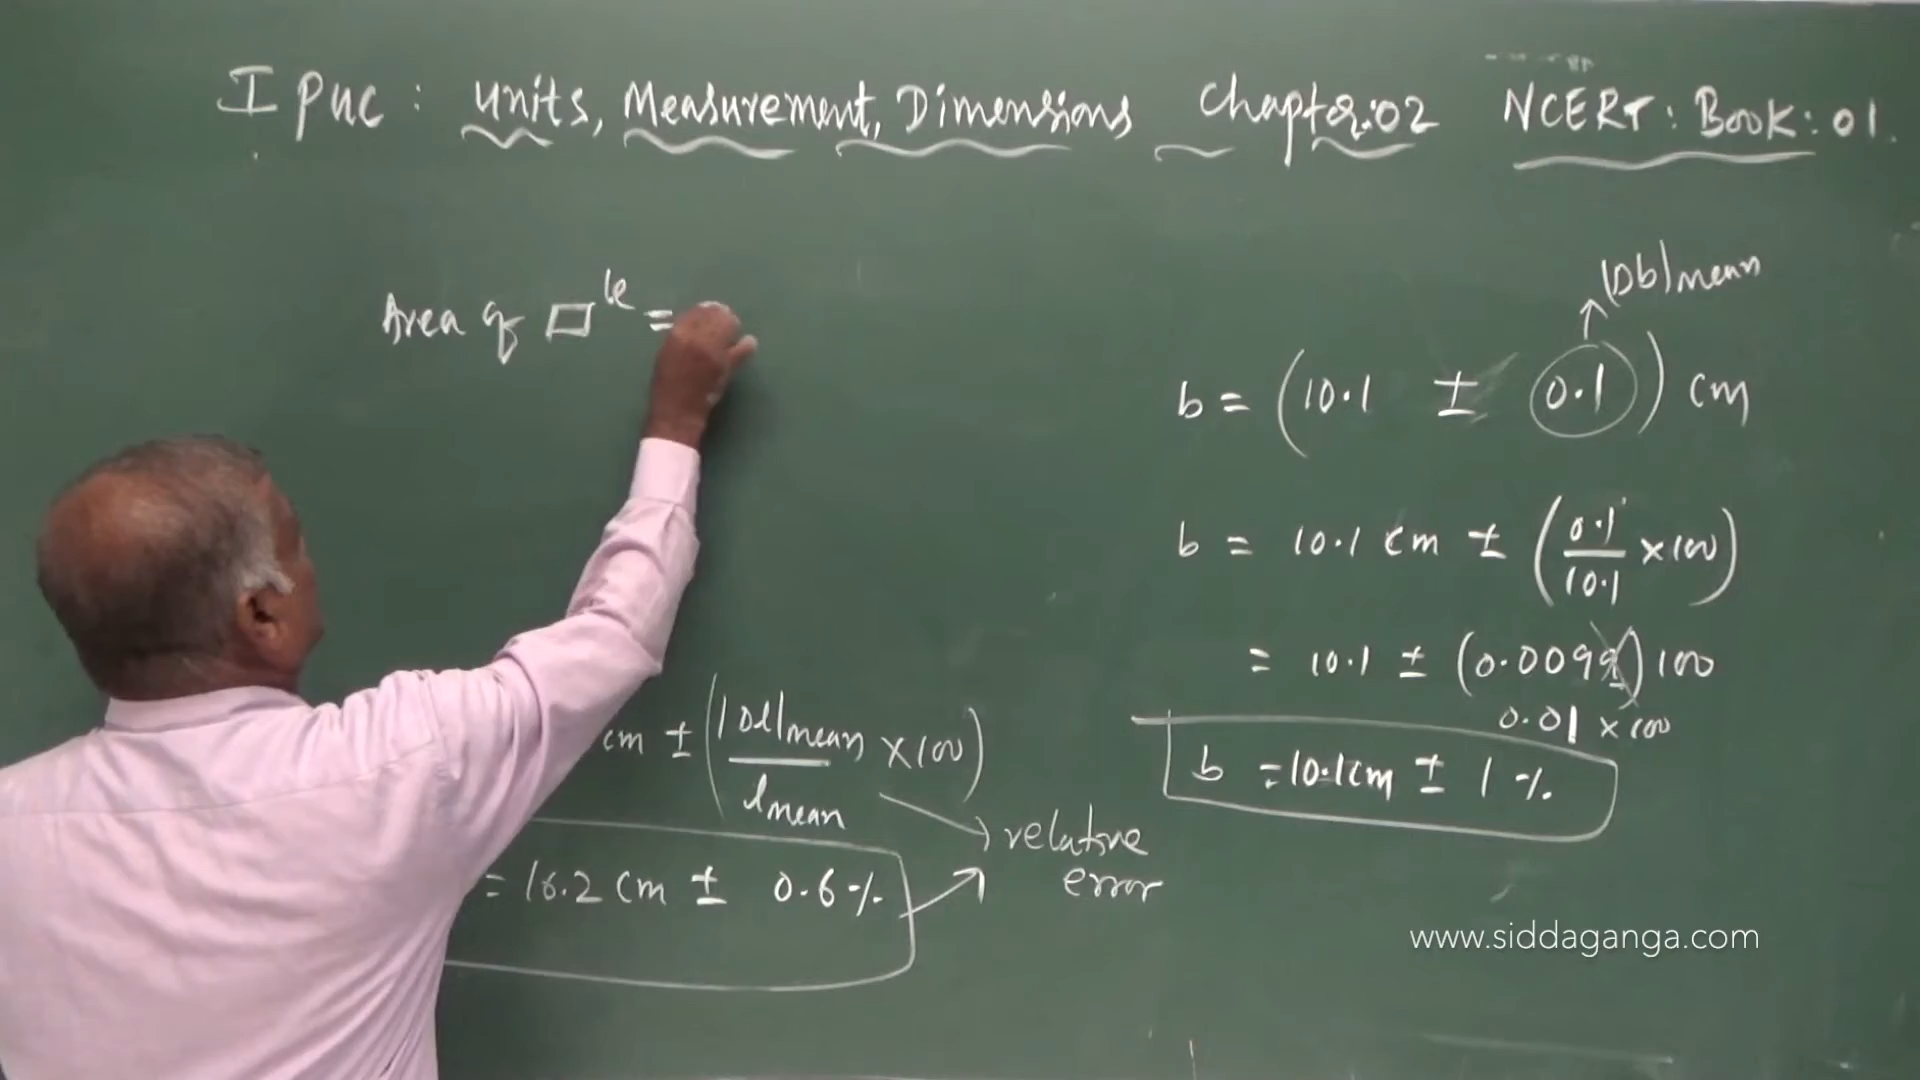 I PUC : Units, Measurement, Dimensions Chapter:02 NCERT : Book : 01.
Area of ▭le =
|Δb|mean
b = (10.1 ± 0.1) cm
b = 10.1 cm ± (0.1/10.1 × 100)
= 10.1 ± (0.0099) 100
0.01 × 100
b = 10.1cm ± 1 %.
cm ± (|Δl|mean/lmean × 100)
relative error
= 16.2 cm ± 0.6 %.
www.siddaganga.com